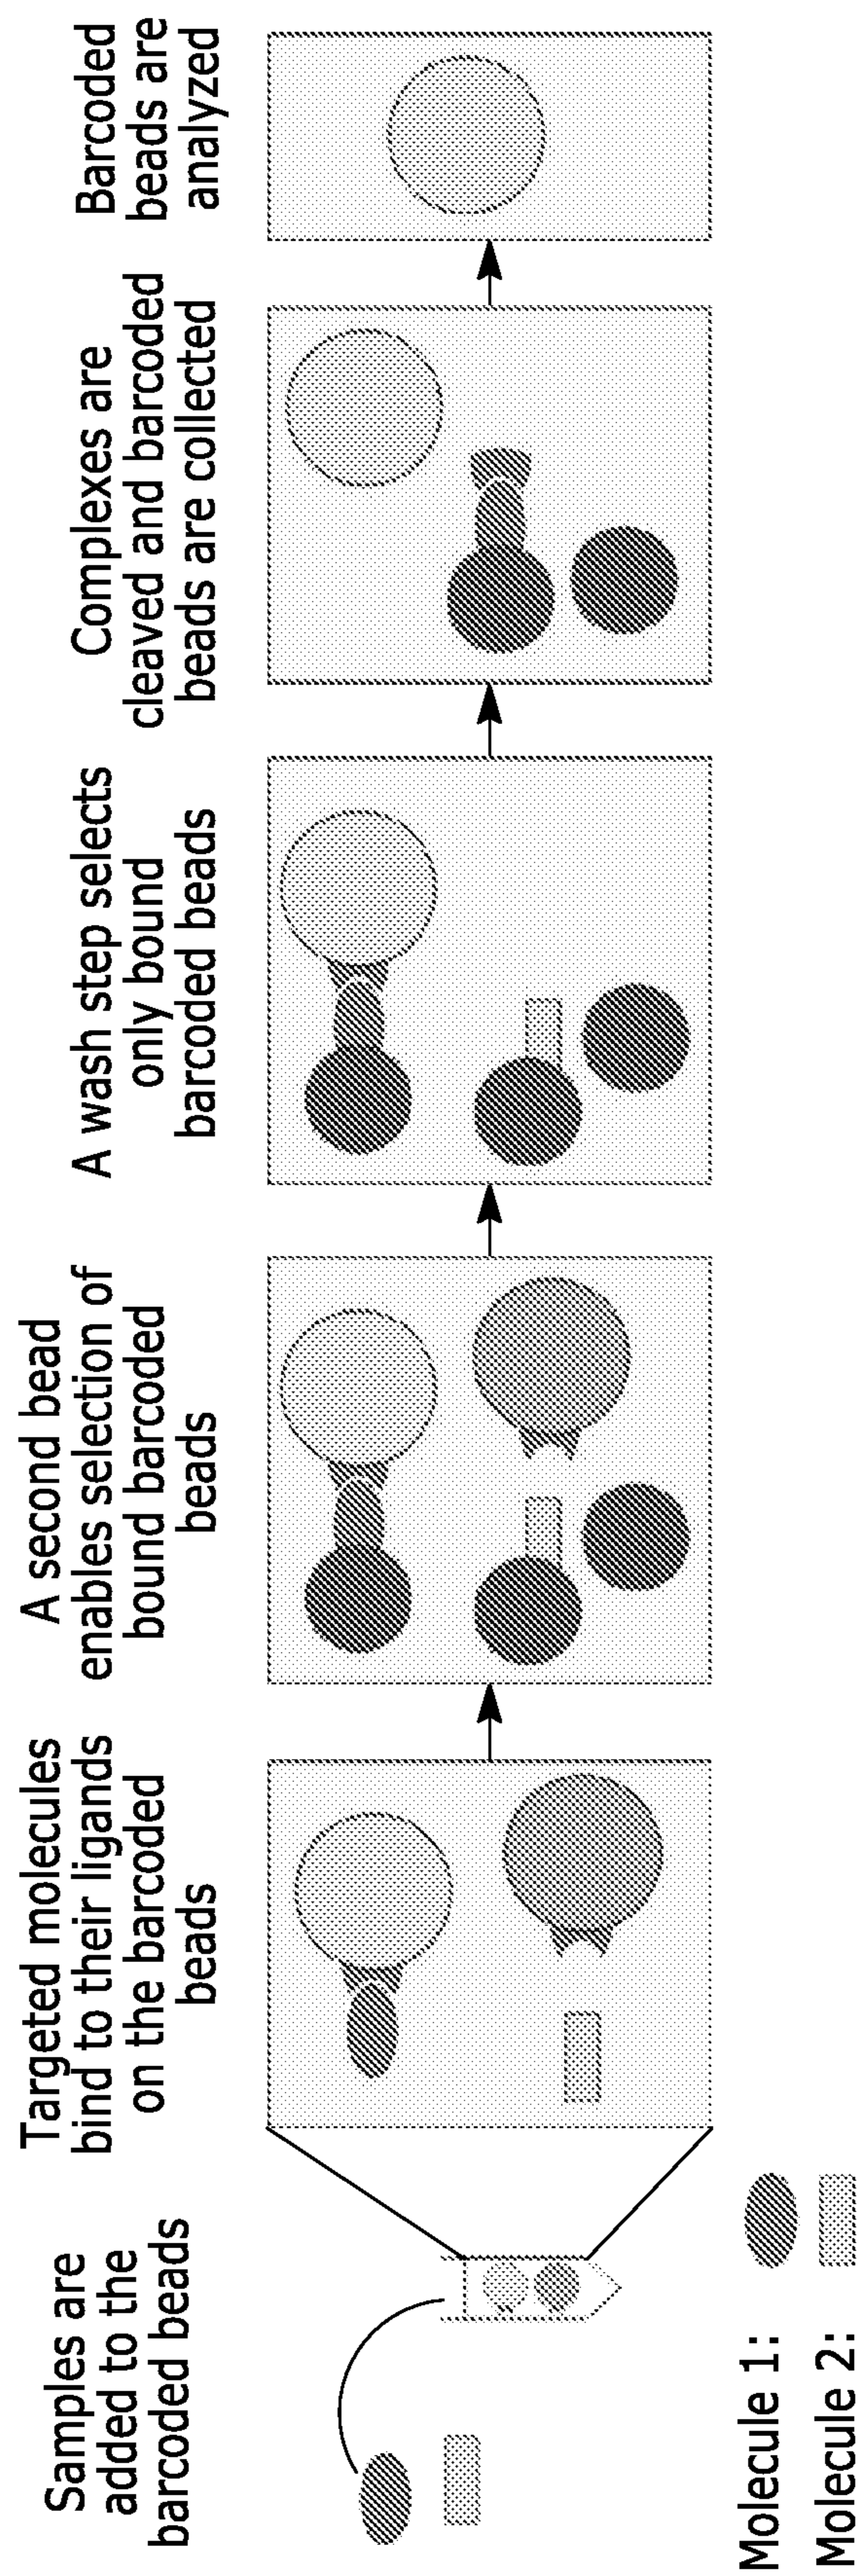 Samples are
added to the
barcoded beads
Targeted molecules
bind to their ligands
on the barcoded
beads
A second bead
enables selection of
bound barcoded
beads
A wash step selects
only bound
barcoded beads
Complexes are
cleaved and barcoded
beads are collected
Barcoded
beads are
analyzed
Molecule 1:
Molecule 2: